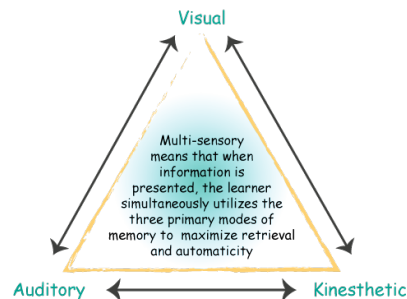 Visual
Multi-sensory
means that when
information is
presented, the learner
simultaneously utilizes the
three primary modes of
memory to maximize retrieval
and automaticity
Auditory
Kinesthetic